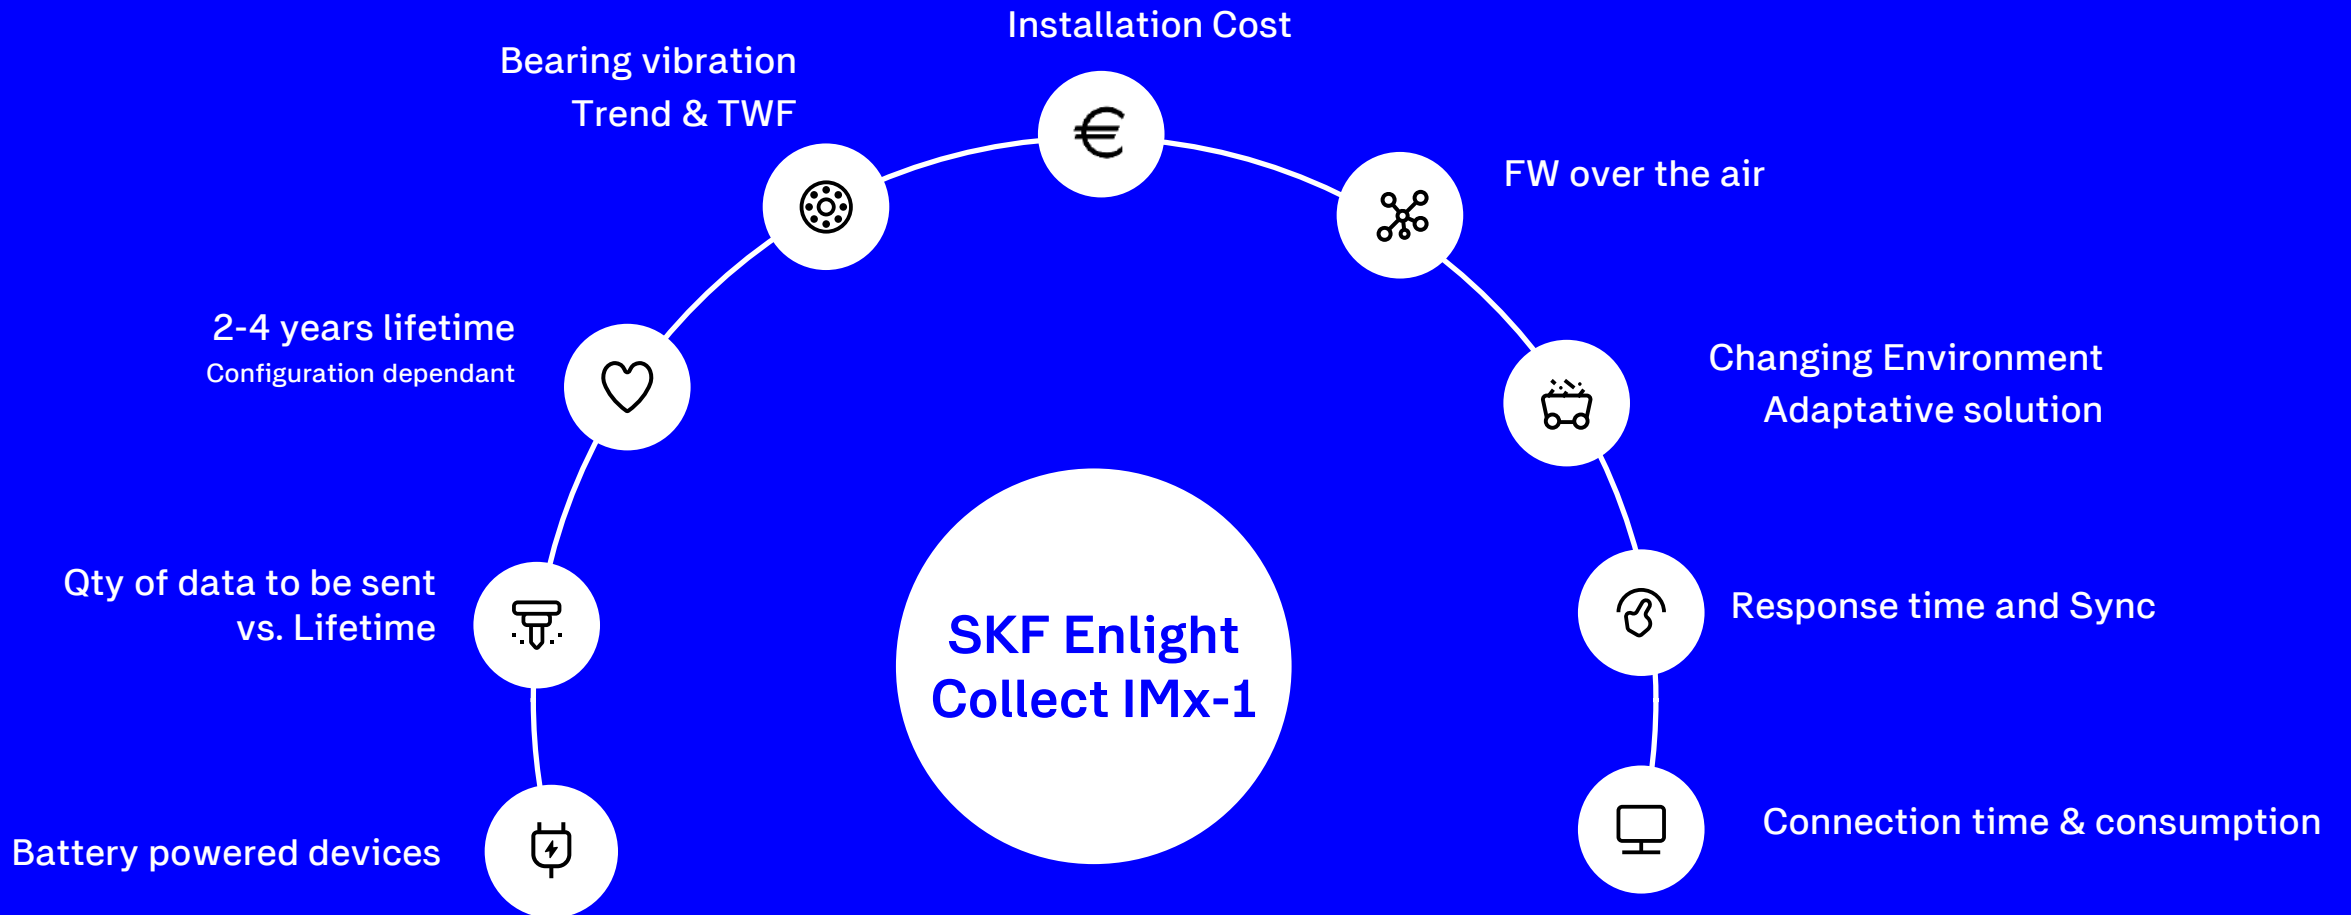 Installation Cost
Bearing vibration
Trend & TWF
FW over the air
2-4 years lifetime
Configuration dependant
Changing Environment
Adaptative solution
Qty of data to be sent
vs. Lifetime
Response time and Sync
SKF Enlight
Collect IMx-1
Battery powered devices
Connection time & consumption